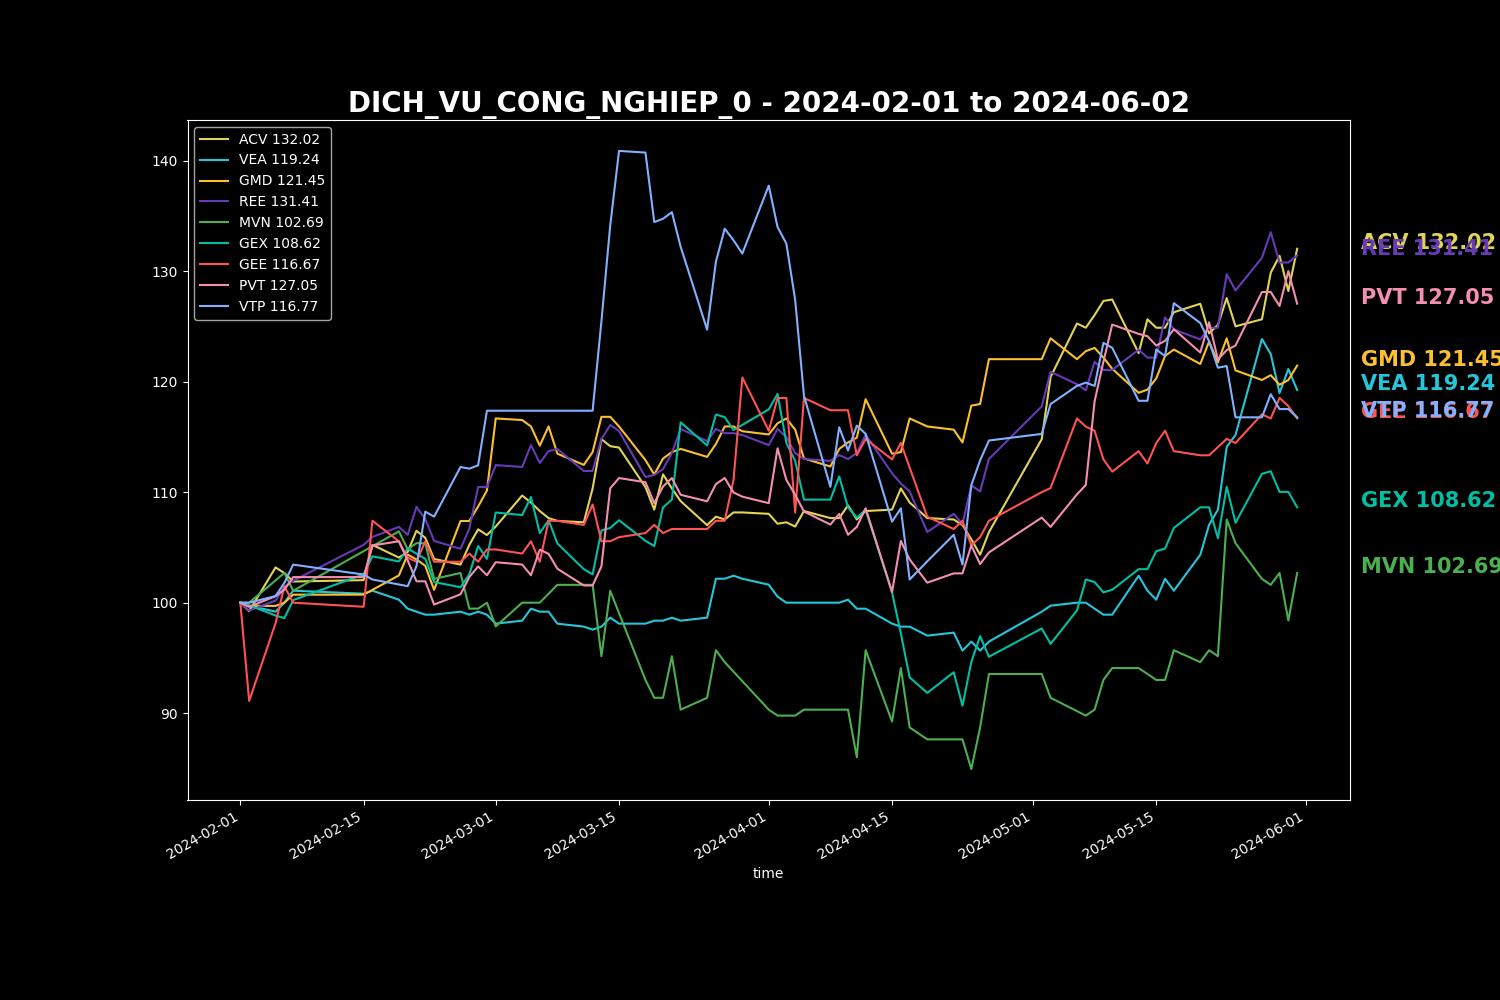 DICH_VU_CONG_NGHIEP_0 - 2024-02-01 to 2024-06-02
ACV 132.02
VEA 119.24
GMD 121.45
REE 131.41
MVN 102.69
GEX 108.62
GEE 116.67
PVT 127.05
VTP 116.77
140
130
120
110
100
90
ACV 132.02
REE 131.41
PVT 127.05
GMD 121.45
VEA 119.24
GEE 116.67
VTP 116.77
GEX 108.62
MVN 102.69
2024-02-01
2024-02-15
2024-03-01
2024-03-15
2024-04-01
2024-04-15
2024-05-01
2024-05-15
2024-06-01
time